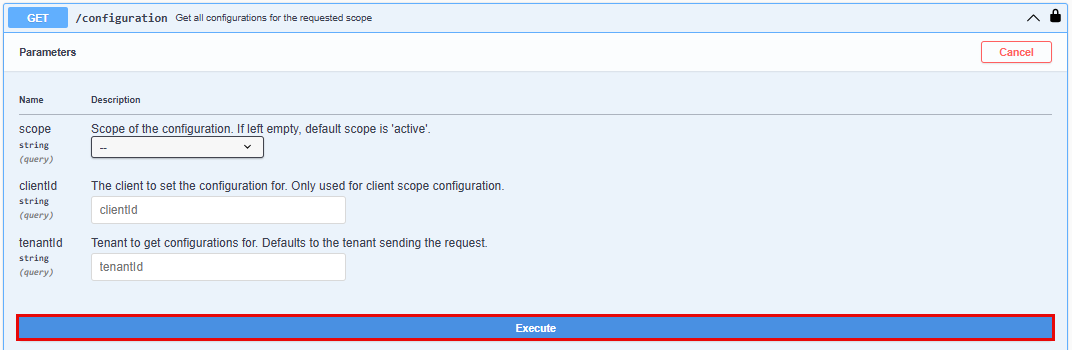 GET /configuration Get all configurations for the requested scope
Parameters Cancel
Name Description
scope Scope of the configuration. If left empty, default scope is 'active'.
string --
(query)
clientId The client to set the configuration for. Only used for client scope configuration.
string clientId
(query)
tenantId Tenant to get configurations for. Defaults to the tenant sending the request.
string tenantId
(query)
Execute